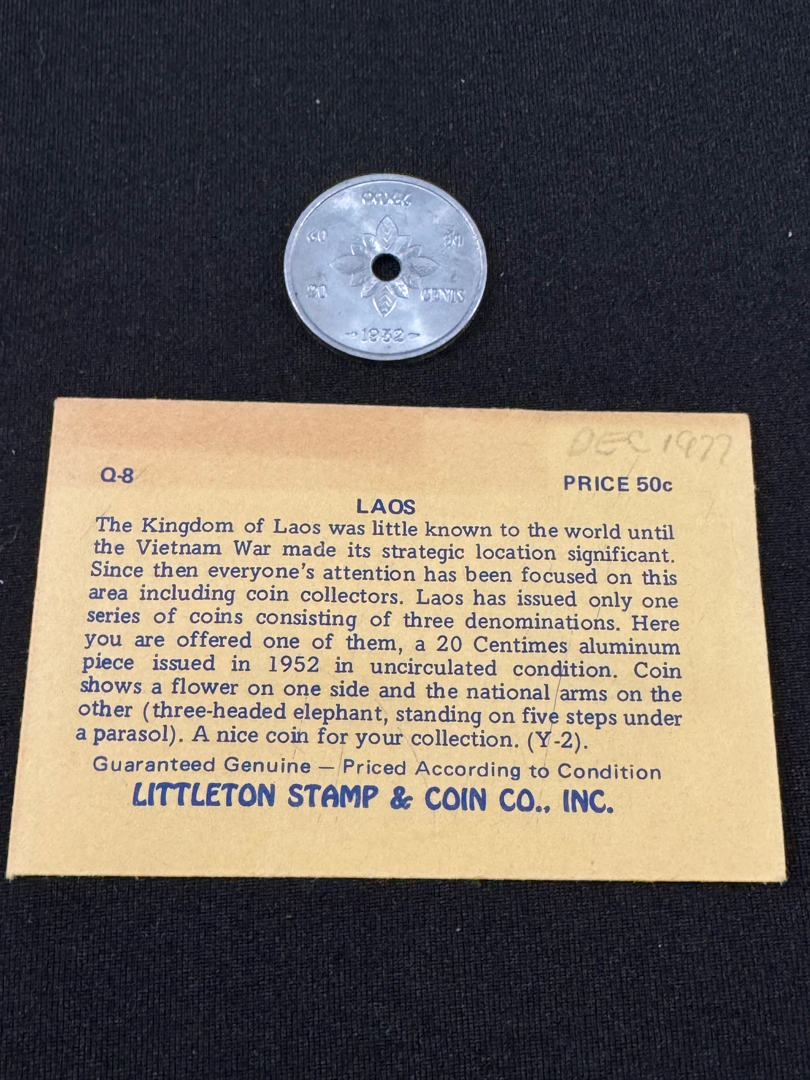 20 CENTS
- 1952 -
DEC 1977
Q-8 PRICE 50c
LAOS
The Kingdom of Laos was little known to the world until
the Vietnam War made its strategic location significant.
Since then everyone's attention has been focused on this
area including coin collectors. Laos has issued only one
series of coins consisting of three denominations. Here
you are offered one of them, a 20 Centimes aluminum
piece issued in 1952 in uncirculated condition. Coin
shows a flower on one side and the national arms on the
other (three-headed elephant, standing on five steps under
a parasol). A nice coin for your collection. (Y-2).
Guaranteed Genuine — Priced According to Condition
LITTLETON STAMP & COIN CO., INC.